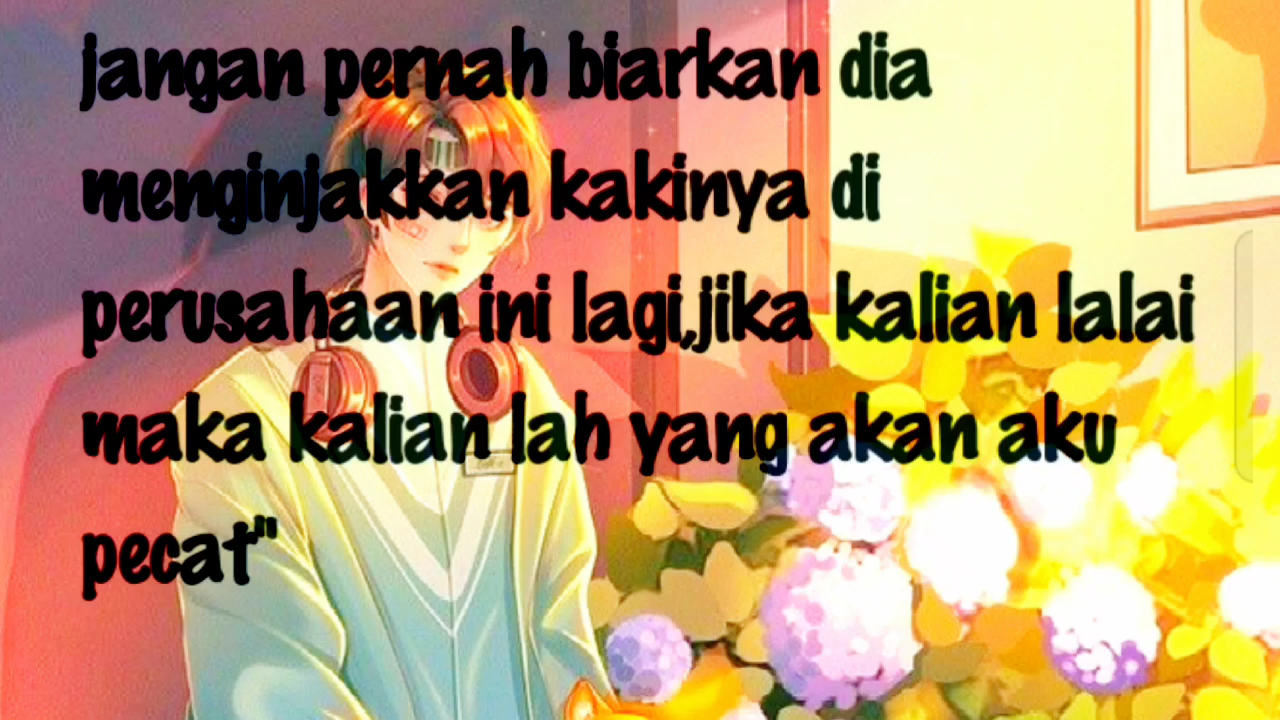 jangan pernah biarkan dia
menginjakkan kakinya di
perusahaan ini lagi,jika kalian lalai
maka kalian lah yang akan aku
pecat"